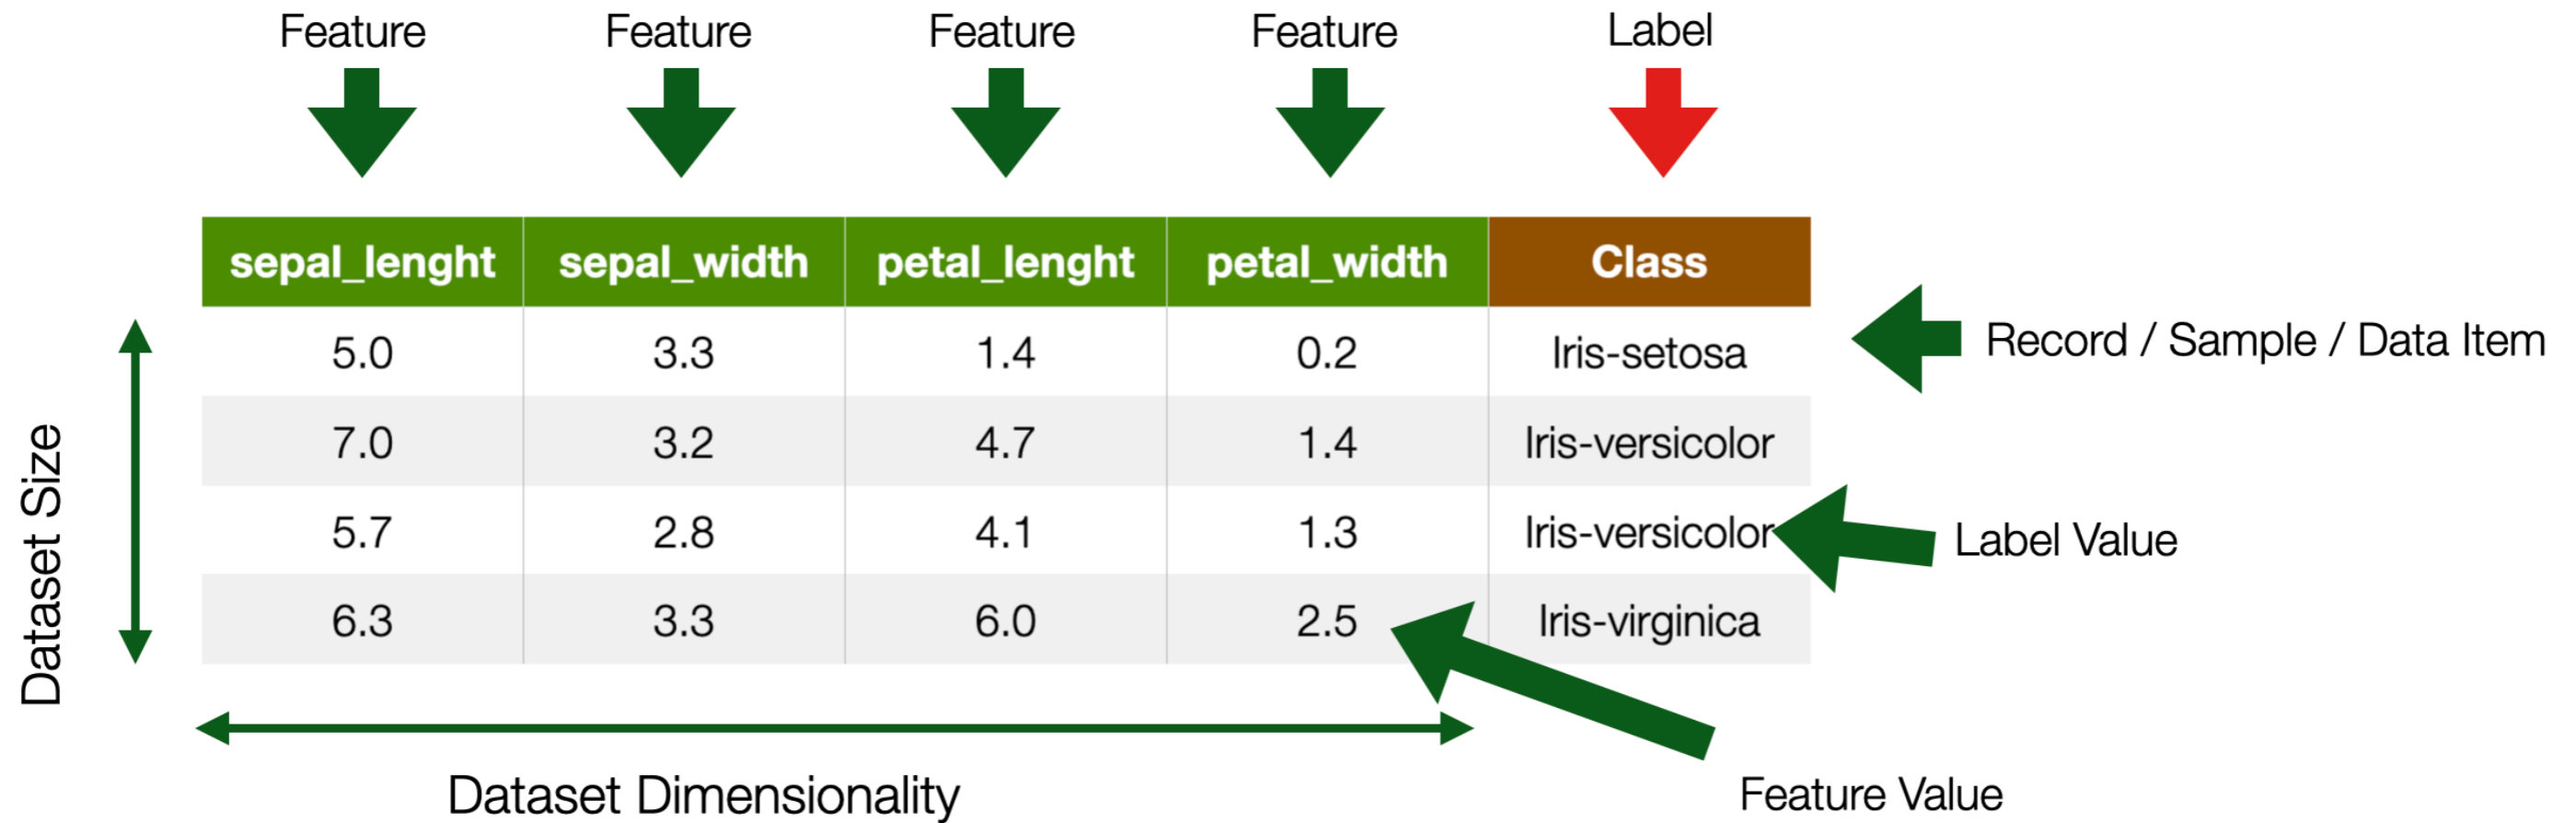 Feature Feature Feature Feature Label
sepal_lenght sepal_width petal_lenght petal_width Class
5.0 3.3 1.4 0.2 Iris-setosa
Record / Sample / Data Item
7.0 3.2 4.7 1.4 Iris-versicolor
5.7 2.8 4.1 1.3 Iris-versicolor
Label Value
6.3 3.3 6.0 2.5 Iris-virginica
Dataset Size
Dataset Dimensionality
Feature Value